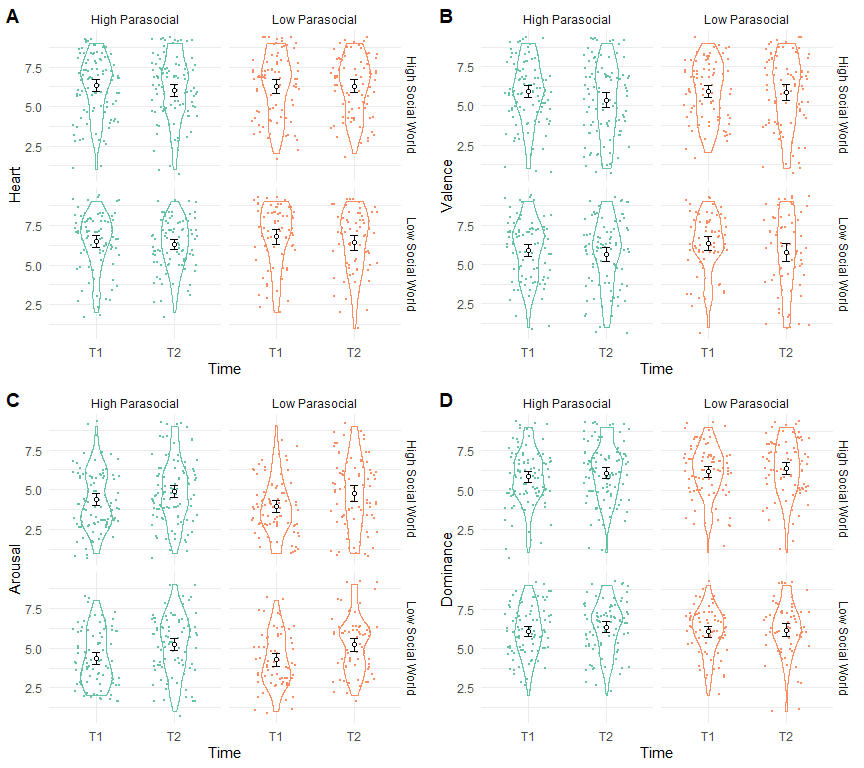 A
High Parasocial
Low Parasocial
Heart
7.5
5.0
2.5
High Social World
7.5
5.0
2.5
Low Social World
T1
T2
T1
T2
Time
B
High Parasocial
Low Parasocial
Valence
7.5
5.0
2.5
High Social World
7.5
5.0
2.5
Low Social World
T1
T2
T1
T2
Time
C
High Parasocial
Low Parasocial
Arousal
7.5
5.0
2.5
High Social World
7.5
5.0
2.5
Low Social World
T1
T2
T1
T2
Time
D
High Parasocial
Low Parasocial
Dominance
7.5
5.0
2.5
High Social World
7.5
5.0
2.5
Low Social World
T1
T2
T1
T2
Time